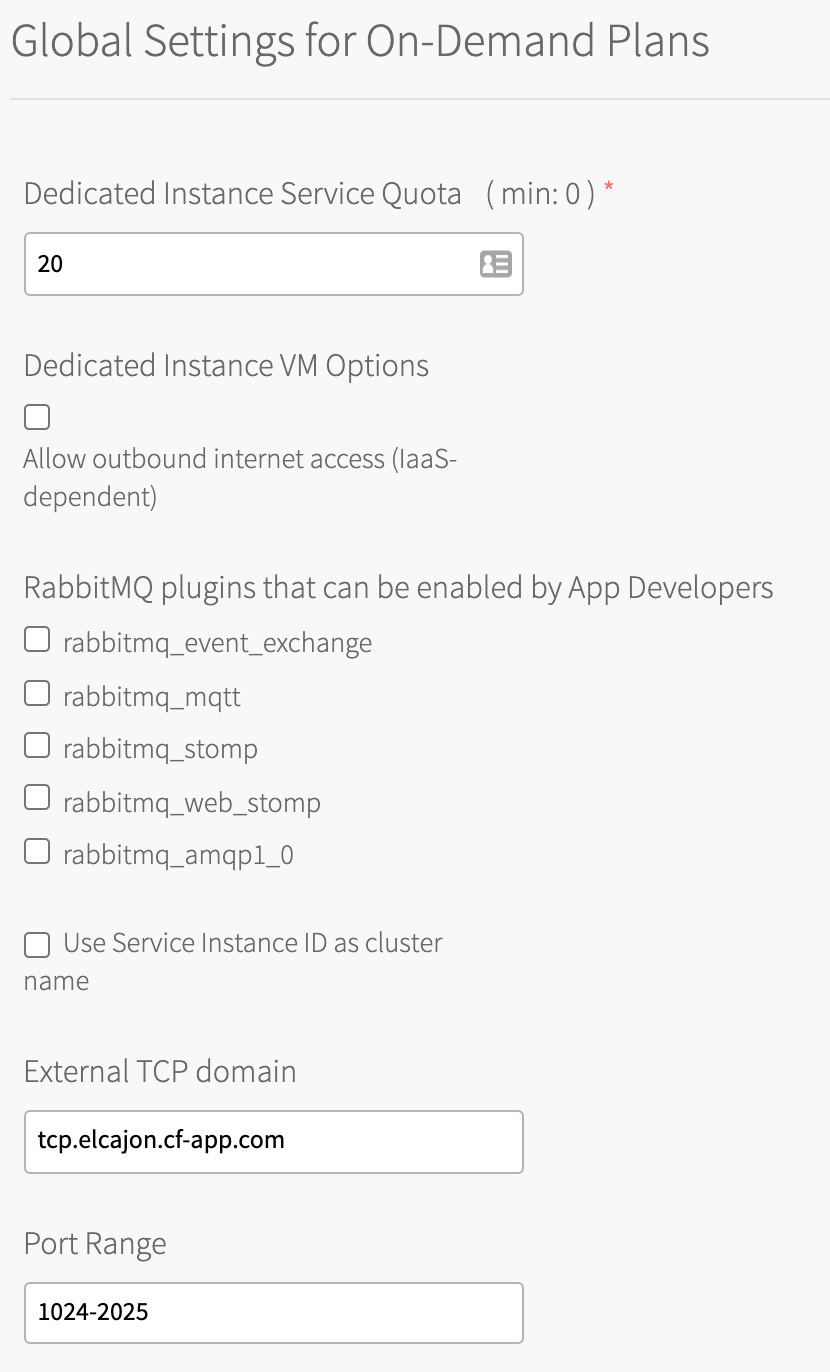 Global Settings for On-Demand Plans
Dedicated Instance Service Quota ( min: 0 ) *
20
Dedicated Instance VM Options
Allow outbound internet access (IaaS-
dependent)
RabbitMQ plugins that can be enabled by App Developers
rabbitmq_event_exchange
rabbitmq_mqtt
rabbitmq_stomp
rabbitmq_web_stomp
rabbitmq_amqp1_0
Use Service Instance ID as cluster
name
External TCP domain
tcp.elcajon.cf-app.com
Port Range
1024-2025